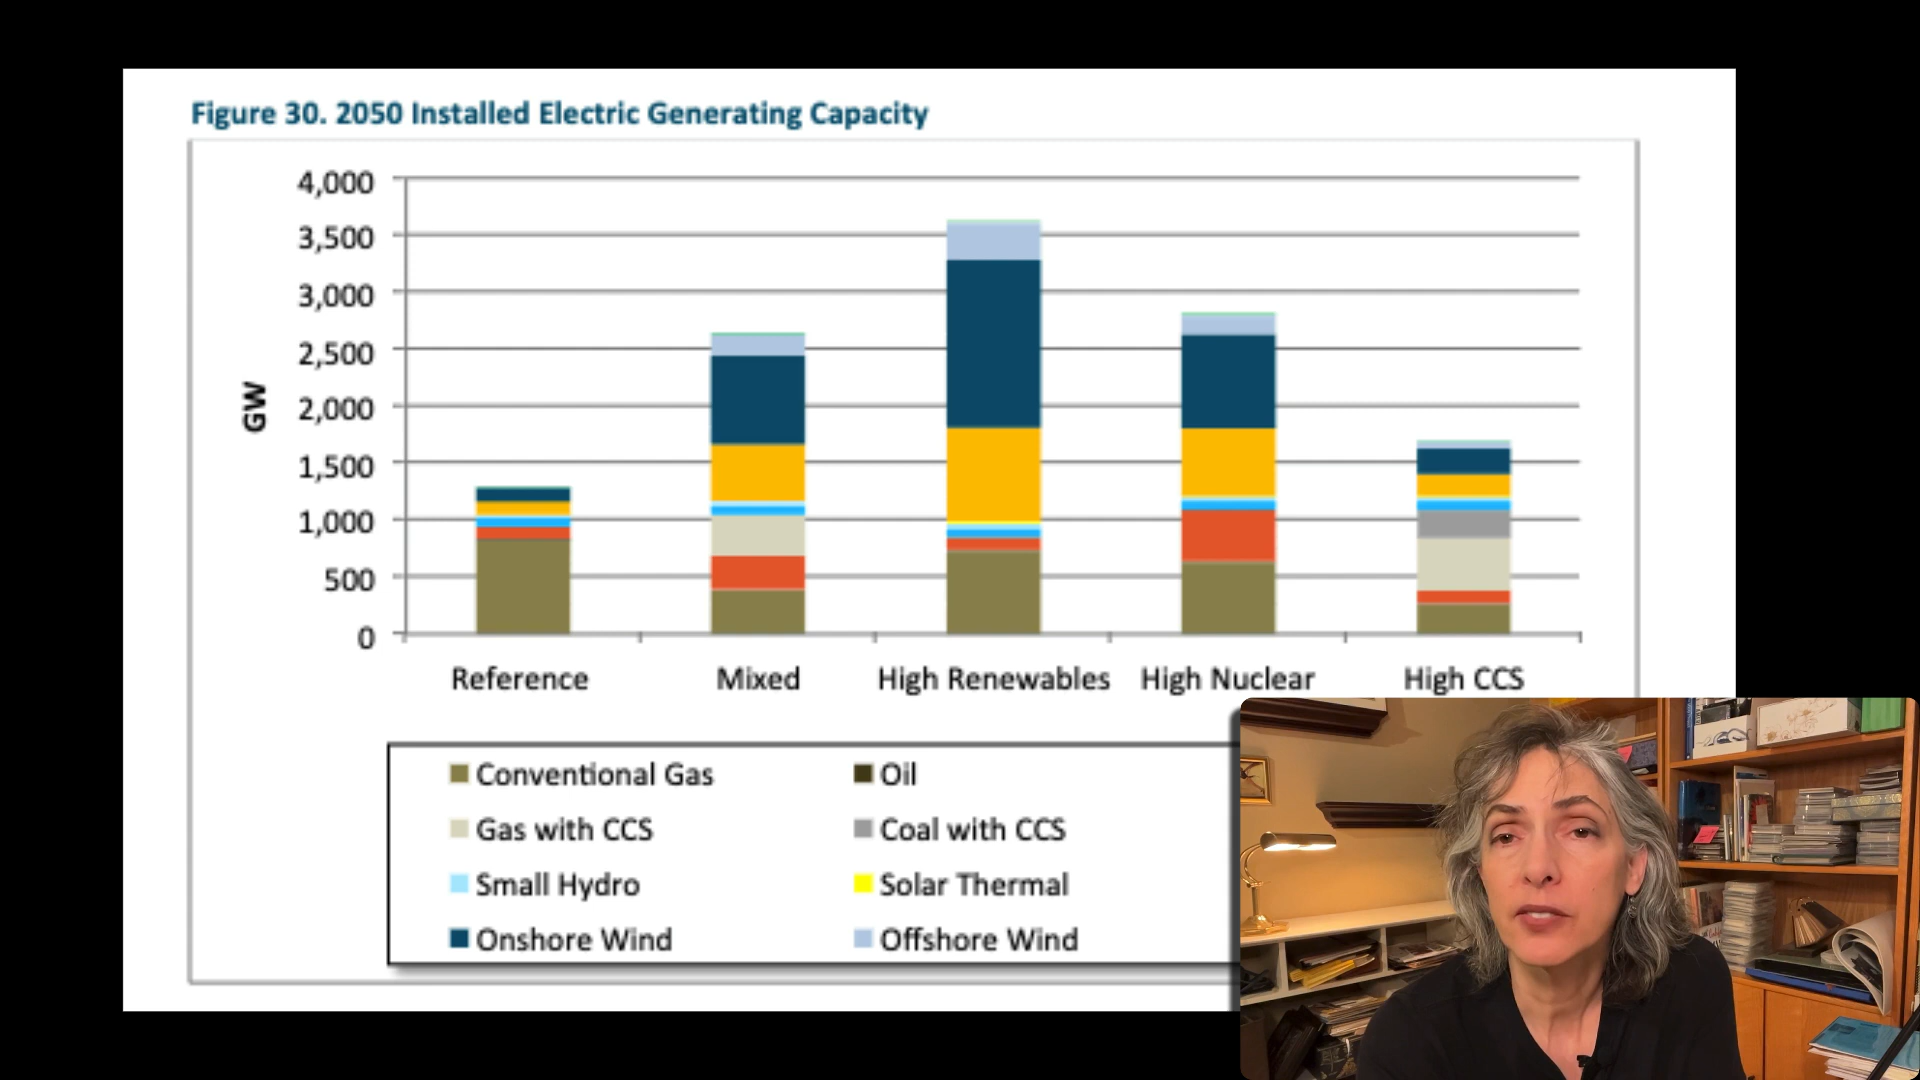 Figure 30. 2050 Installed Electric Generating Capacity
4,000
3,500
3,000
2,500
2,000
1,500
1,000
500
0
GW
Reference Mixed High Renewables High Nuclear High CCS
Conventional Gas Oil
Gas with CCS Coal with CCS
Small Hydro Solar Thermal
Onshore Wind Offshore Wind